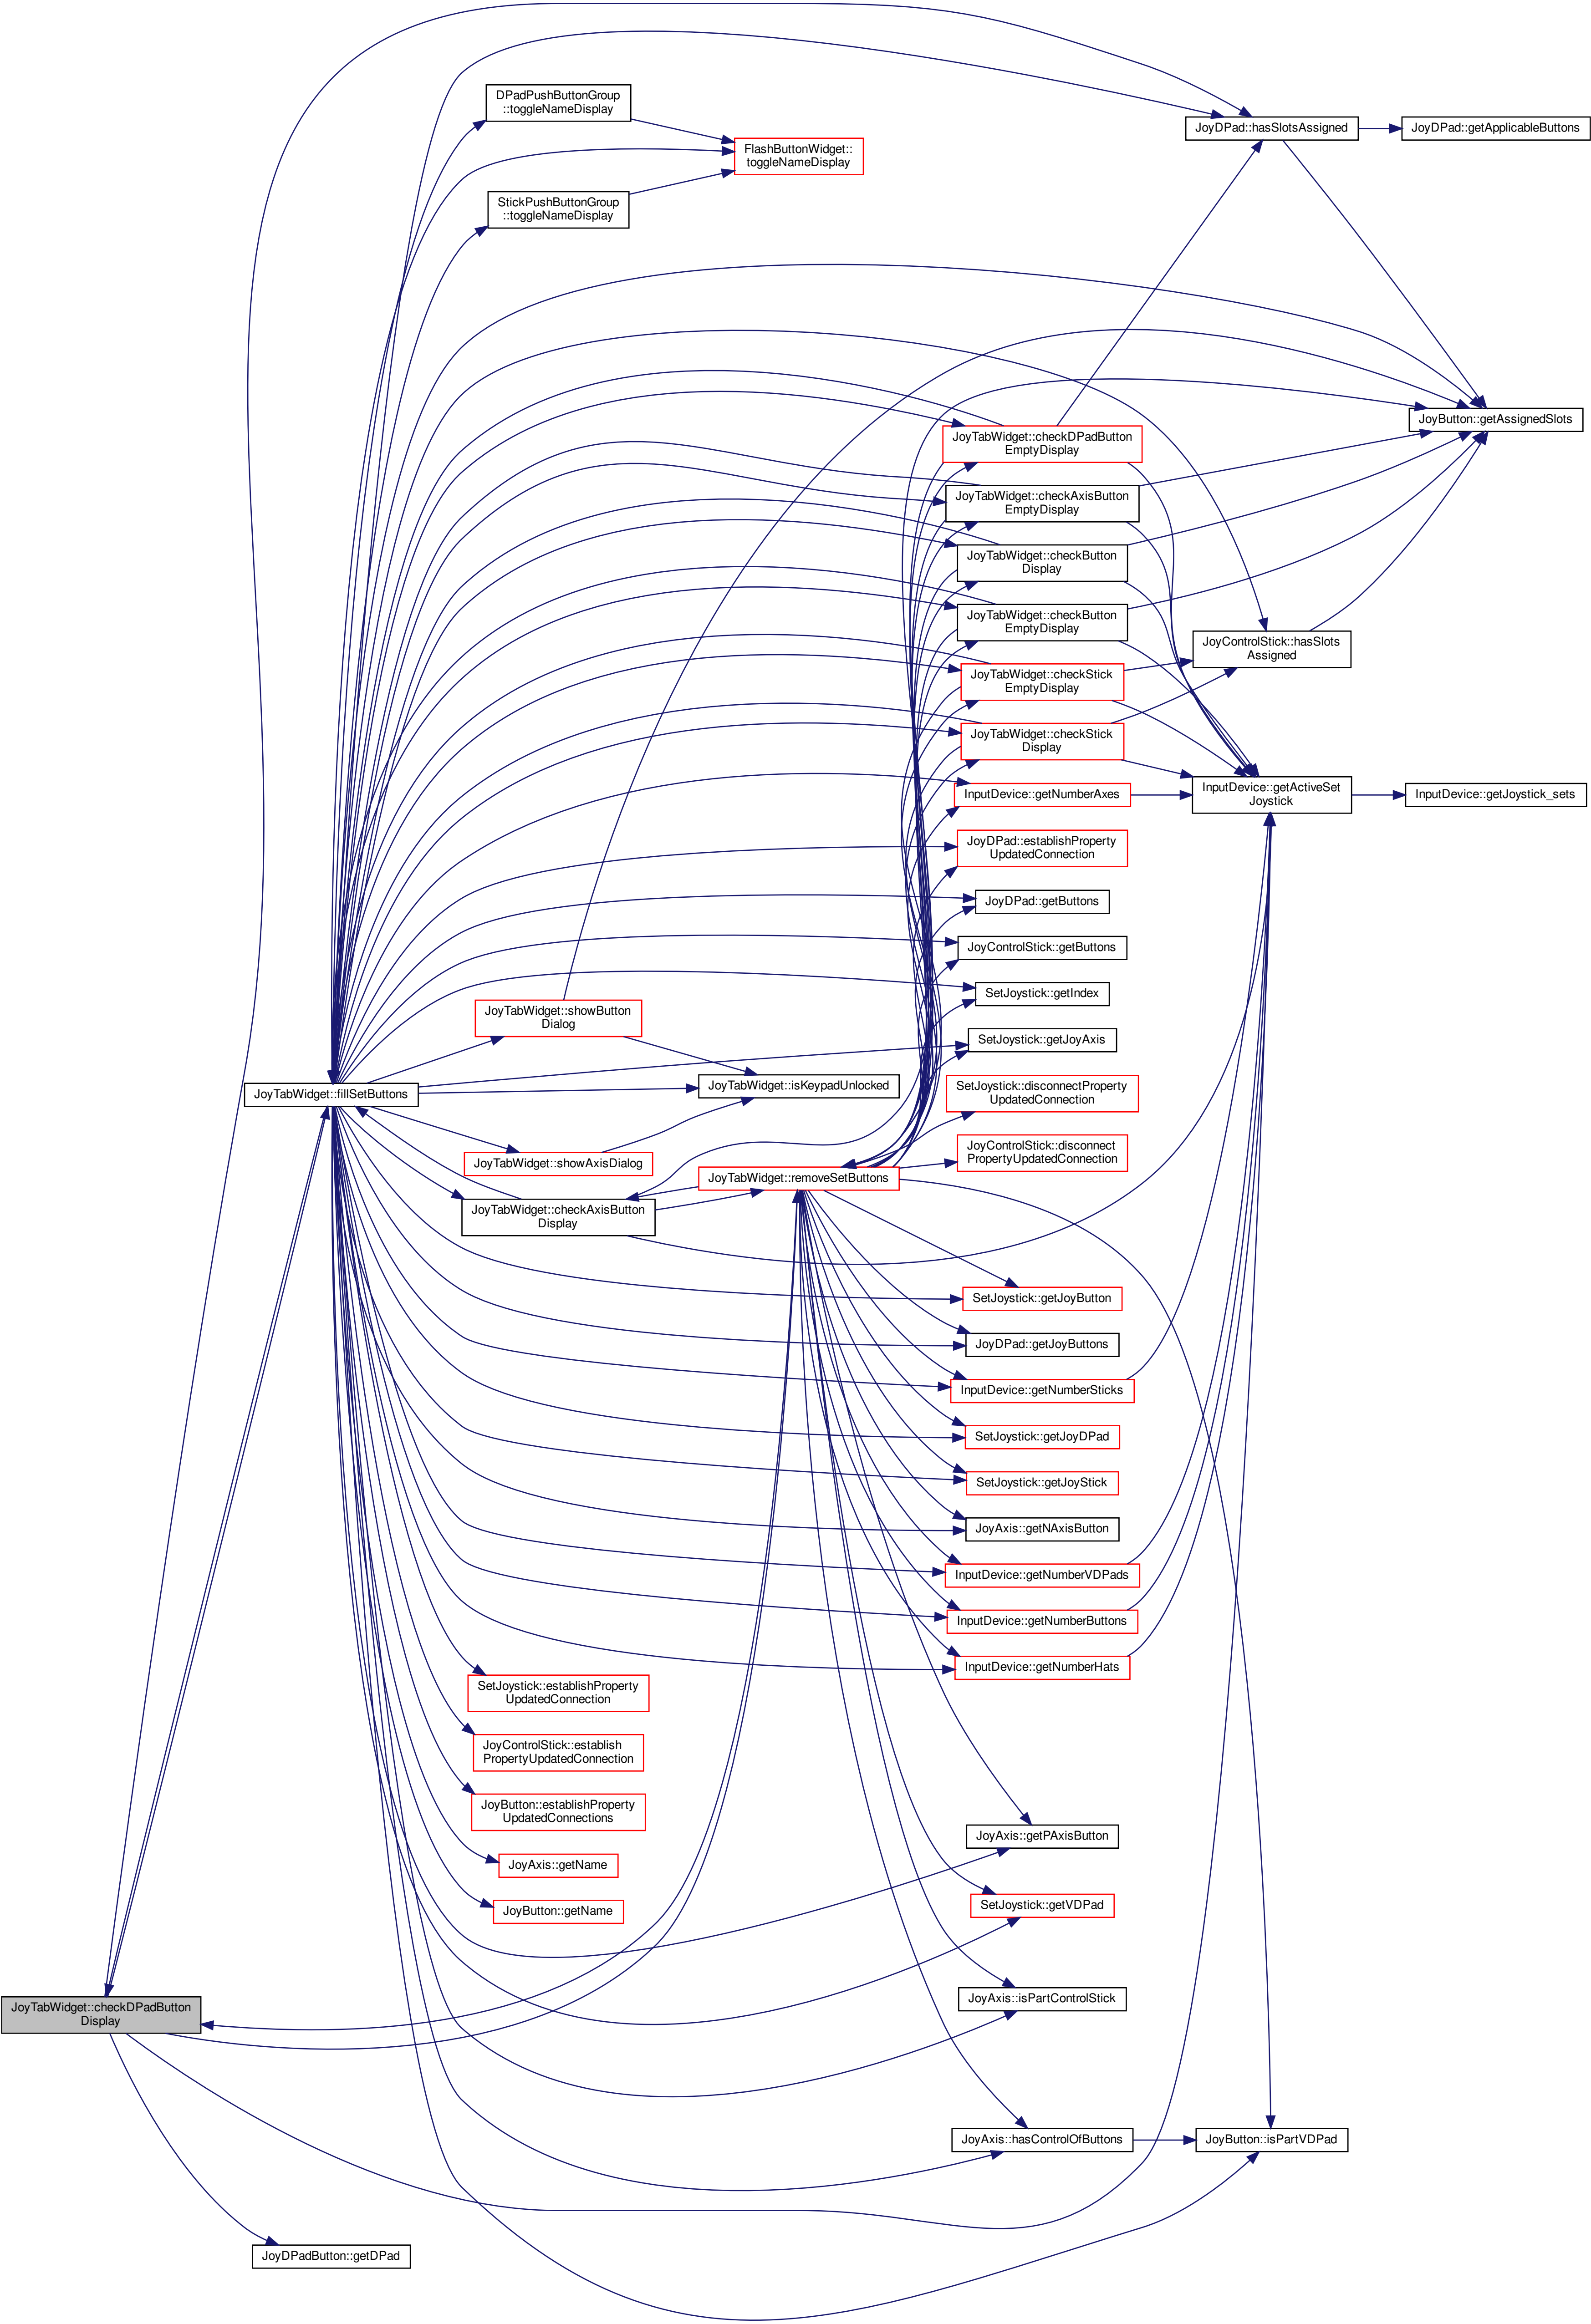 DPadPushButtonGroup
::toggleNameDisplay
JoyDPad::hasSlotsAssigned
JoyDPad::getApplicableButtons
FlashButtonWidget::
toggleNameDisplay
StickPushButtonGroup
::toggleNameDisplay
JoyButton::getAssignedSlots
JoyTabWidget::checkDPadButton
EmptyDisplay
JoyTabWidget::checkAxisButton
EmptyDisplay
JoyTabWidget::checkButton
Display
JoyTabWidget::checkButton
EmptyDisplay
JoyControlStick::hasSlots
Assigned
JoyTabWidget::checkStick
EmptyDisplay
JoyTabWidget::checkStick
Display
InputDevice::getNumberAxes
InputDevice::getActiveSet
Joystick
InputDevice::getJoystick_sets
JoyDPad::establishProperty
UpdatedConnection
JoyDPad::getButtons
JoyControlStick::getButtons
SetJoystick::getIndex
JoyTabWidget::showButton
Dialog
SetJoystick::getJoyAxis
JoyTabWidget::fillSetButtons
JoyTabWidget::isKeypadUnlocked
SetJoystick::disconnectProperty
UpdatedConnection
JoyControlStick::disconnect
PropertyUpdatedConnection
JoyTabWidget::showAxisDialog
JoyTabWidget::removeSetButtons
JoyTabWidget::checkAxisButton
Display
SetJoystick::getJoyButton
JoyDPad::getJoyButtons
InputDevice::getNumberSticks
SetJoystick::getJoyDPad
SetJoystick::getJoyStick
JoyAxis::getNAxisButton
InputDevice::getNumberVDPads
InputDevice::getNumberButtons
InputDevice::getNumberHats
SetJoystick::establishProperty
UpdatedConnection
JoyControlStick::establish
PropertyUpdatedConnection
JoyButton::establishProperty
UpdatedConnections
JoyAxis::getPAxisButton
JoyAxis::getName
SetJoystick::getVDPad
JoyButton::getName
JoyAxis::isPartControlStick
JoyTabWidget::checkDPadButton
Display
JoyAxis::hasControlOfButtons
JoyButton::isPartVDPad
JoyDPadButton::getDPad